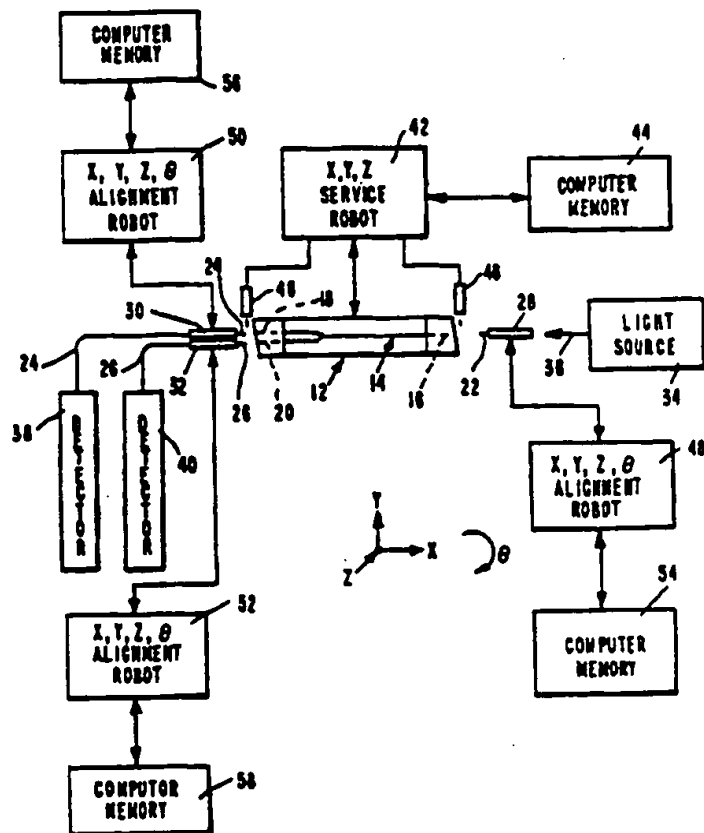 COMPUTER
MEMORY
56
50
X, Y, Z, θ
ALIGNMENT
ROBOT
42
X,Y,Z
SERVICE
ROBOT
44
COMPUTER
MEMORY
24
46
18
46
30
28
24
26
32
26
20
12
14
16
22
36
LIGHT
SOURCE
34
38
DETECTOR
40
DETECTOR
48
X, Y, Z, θ
ALIGNMENT
ROBOT
Y
X
Z
θ
52
X, Y, Z, θ
ALIGNMENT
ROBOT
54
COMPUTER
MEMORY
COMPUTOR
MEMORY
58